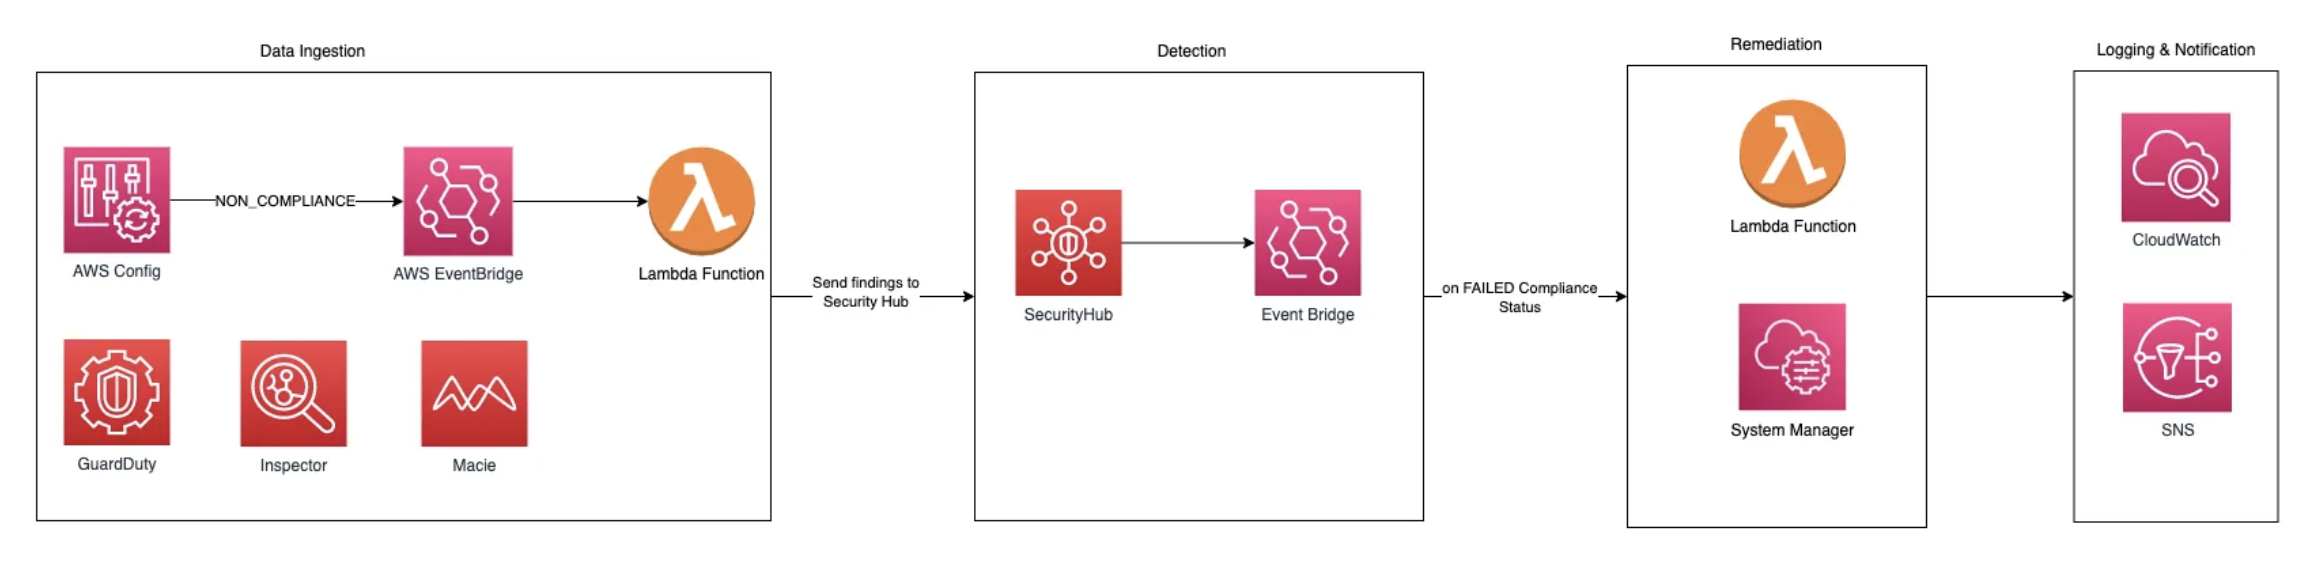 Data Ingestion
Detection
Remediation
Logging & Notification
NON_COMPLIANCE
AWS Config
AWS EventBridge
Lambda Function
GuardDuty
Inspector
Macie
Send findings to
Security Hub
SecurityHub
Event Bridge
on FAILED Compliance
Status
Lambda Function
System Manager
CloudWatch
SNS